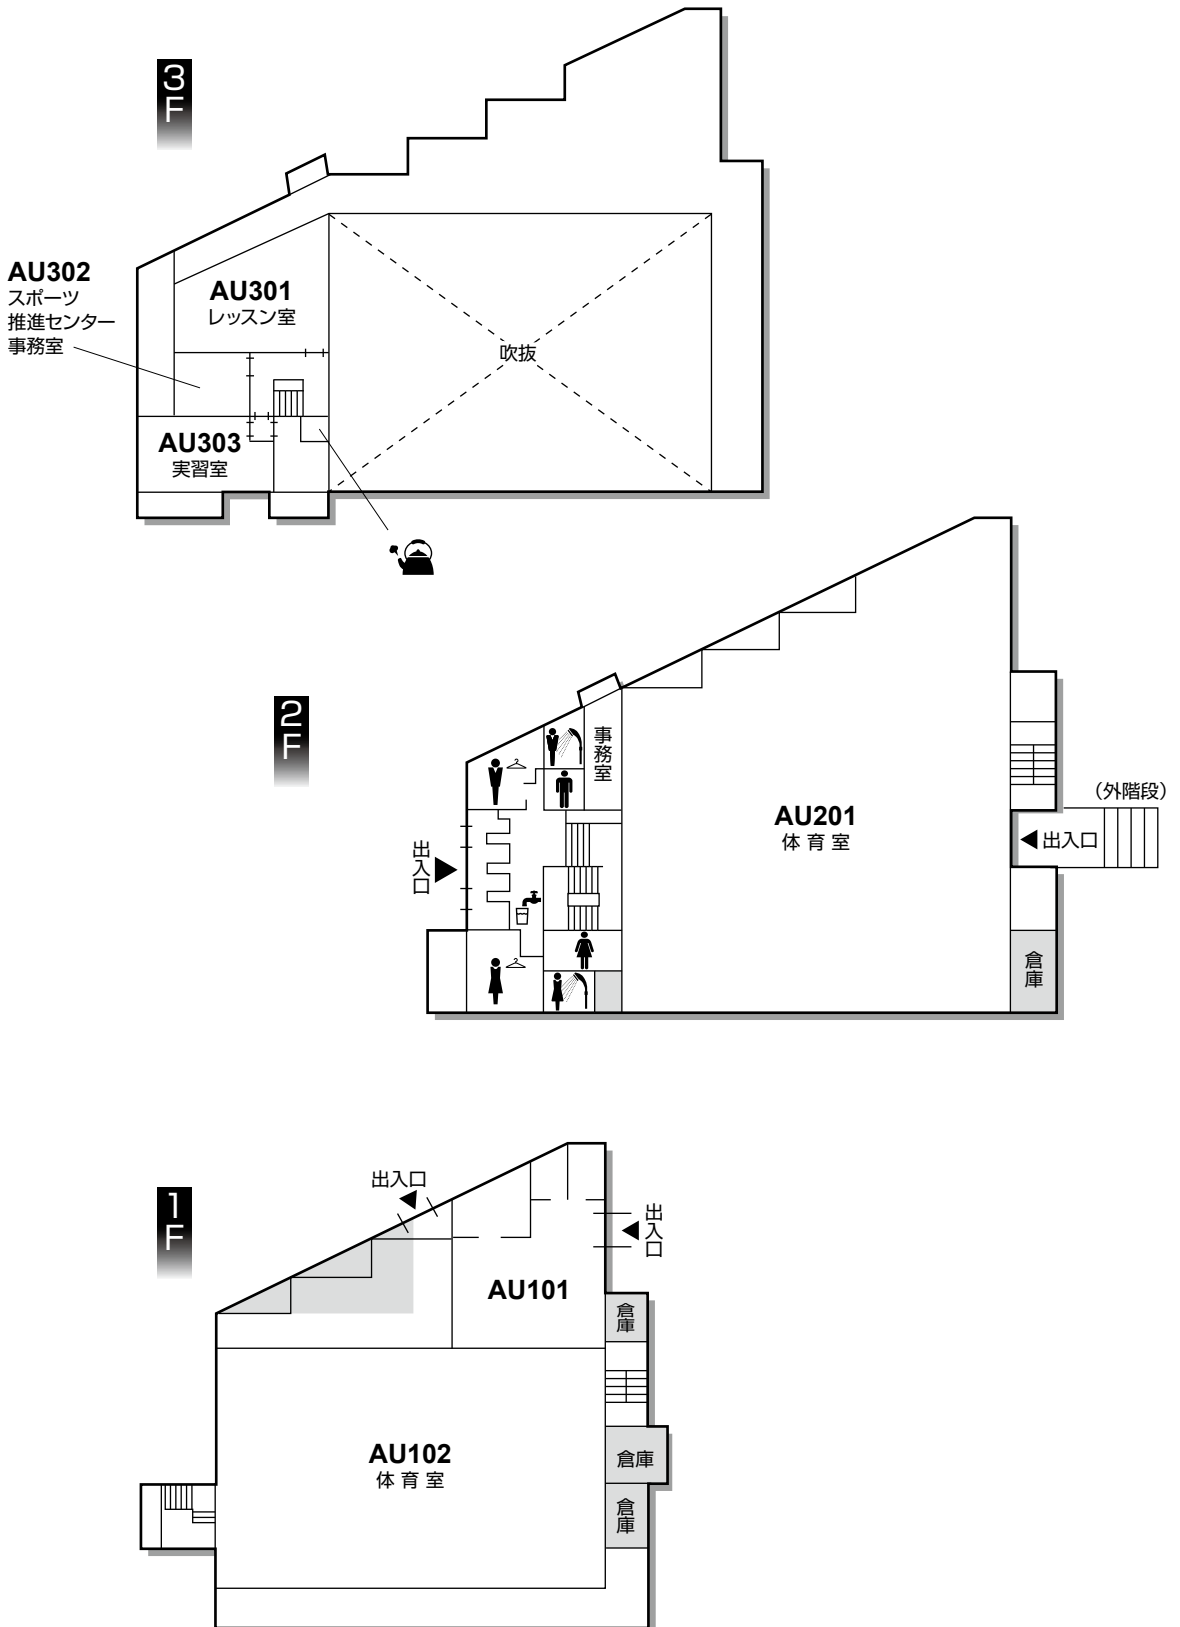 3F
AU302
スポーツ
推進センター
事務室
AU301
レッスン室
吹抜
AU303
実習室
2F
事務室
AU201
体育室
(外階段)
出入口
出入口
倉庫
1F
出入口
出入口
AU101
倉庫
AU102
体育室
倉庫
倉庫